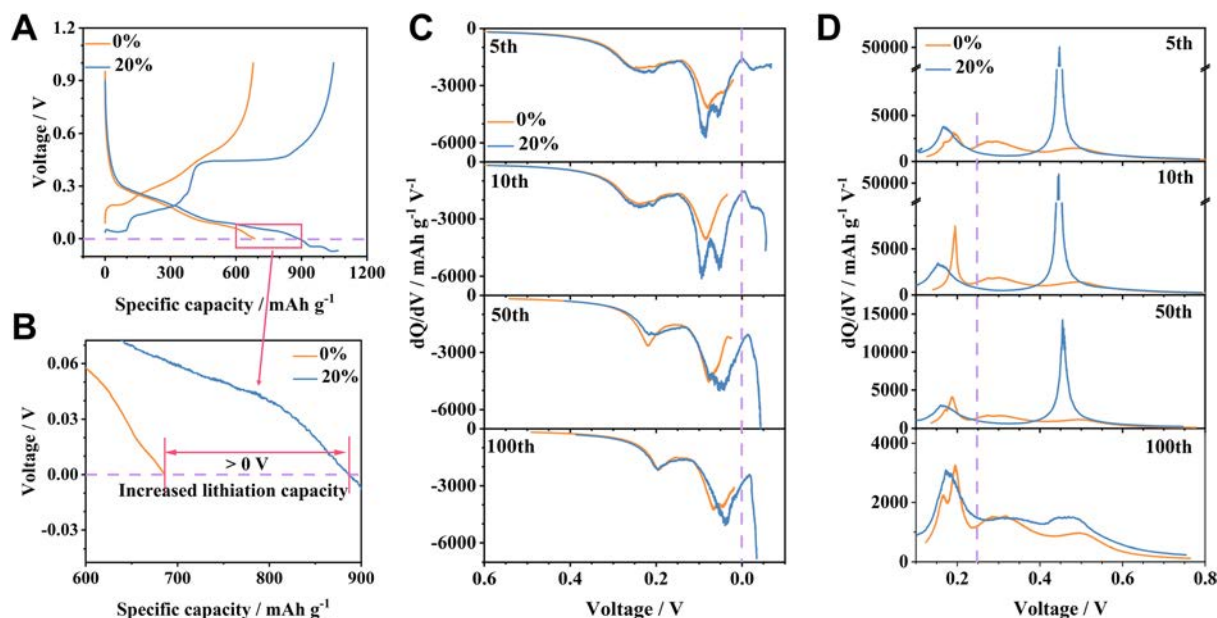 A
0%
20%
Voltage / V
1.2
0.9
0.6
0.3
0.0
0 300 600 900 1200
Specific capacity / mAh g⁻¹
B
0%
20%
Voltage / V
0.06
0.03
0.00
-0.03
> 0 V
Increased lithiation capacity
600 700 800 900
Specific capacity / mAh g⁻¹
C
dQ/dV / mAh g⁻¹ V⁻¹
5th
0%
20%
0
-3000
-6000
10th
0
-3000
-6000
50th
0
-3000
-6000
100th
0
-3000
-6000
0.6 0.4 0.2 0.0
Voltage / V
D
dQ/dV / mAh g⁻¹ V⁻¹
0%
20%
5th
50000
5000
0
10th
50000
5000
0
50th
15000
10000
5000
0
100th
4000
2000
0
0.2 0.4 0.6 0.8
Voltage / V